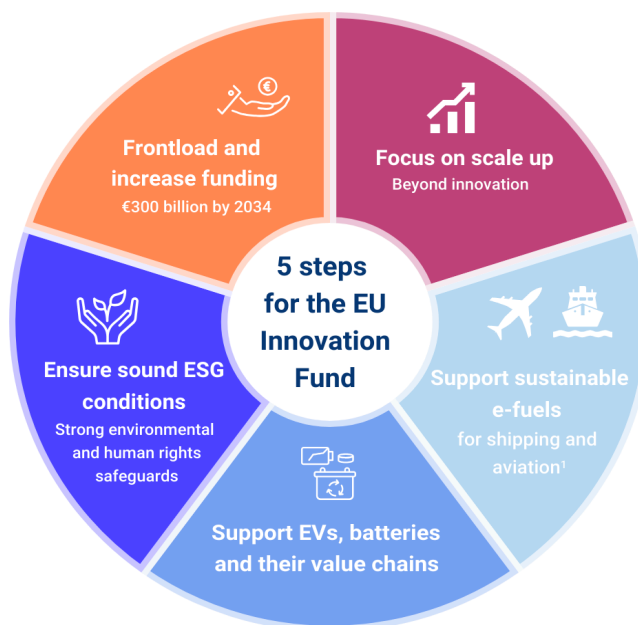 Frontload and
increase funding
€300 billion by 2034
Focus on scale up
Beyond innovation
5 steps
for the EU
Innovation
Fund
Ensure sound ESG
conditions
Strong environmental
and human rights
safeguards
Support sustainable
e-fuels
for shipping and
aviation¹
Support EVs, batteries
and their value chains